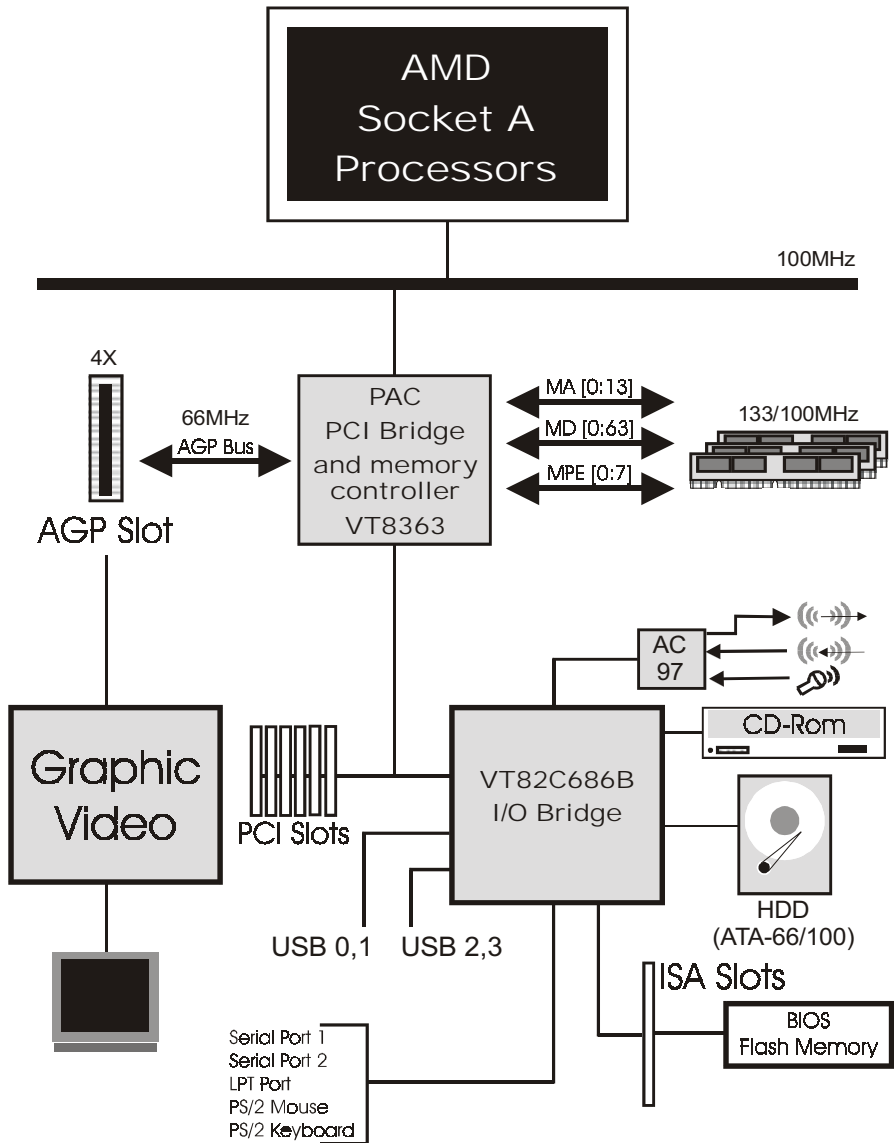 AMD
Socket A
Processors
100MHz
4X
66MHz
AGP Bus
AGP Slot
PAC
PCI Bridge
and memory
controller
VT8363
MA [0:13]
MD [0:63]
MPE [0:7]
133/100MHz
AC
97
CD-Rom
Graphic
Video
PCI Slots
VT82C686B
I/O Bridge
HDD
(ATA-66/100)
USB 0,1
USB 2,3
ISA Slots
BIOS
Flash Memory
Serial Port 1
Serial Port 2
LPT Port
PS/2 Mouse
PS/2 Keyboard